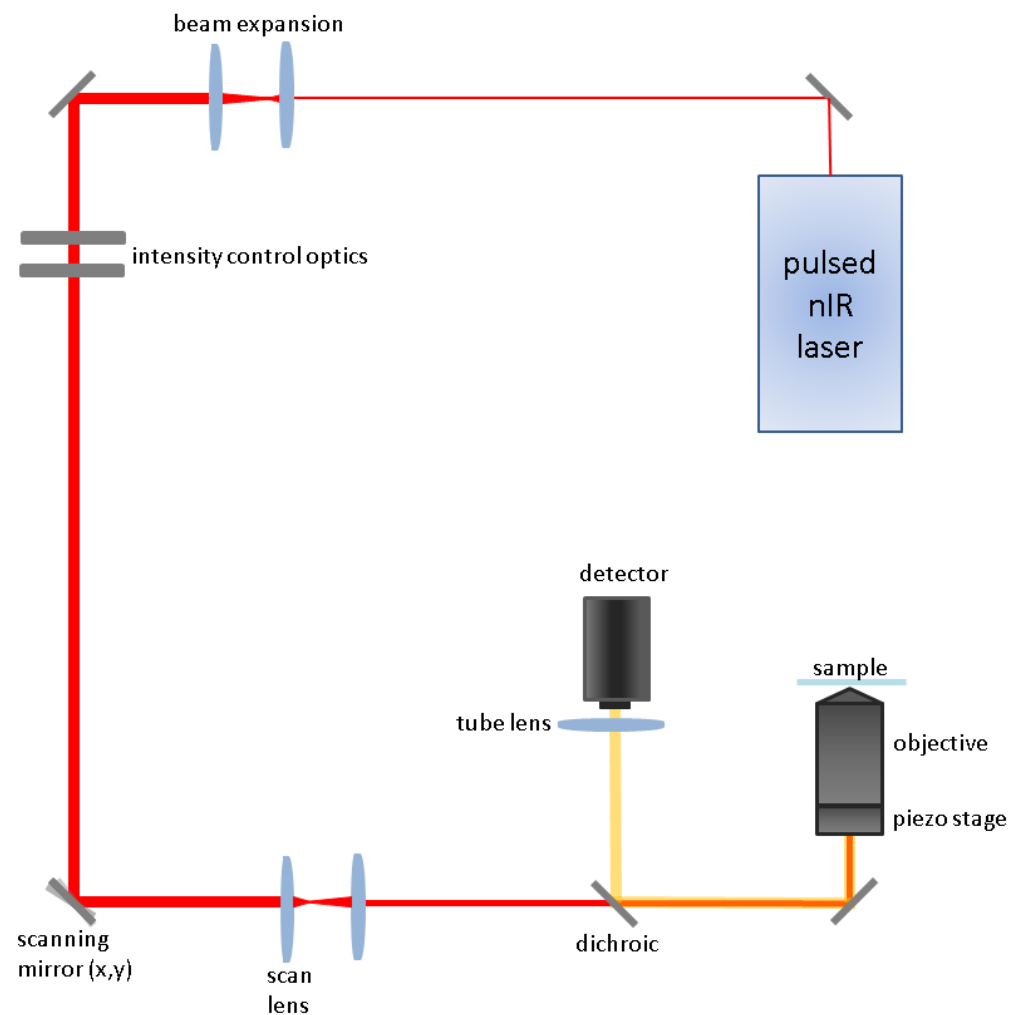 beam expansion
intensity control optics
pulsed
nIR
laser
detector
sample
tube lens
objective
piezo stage
dichroic
scanning
mirror (x,y)
scan
lens